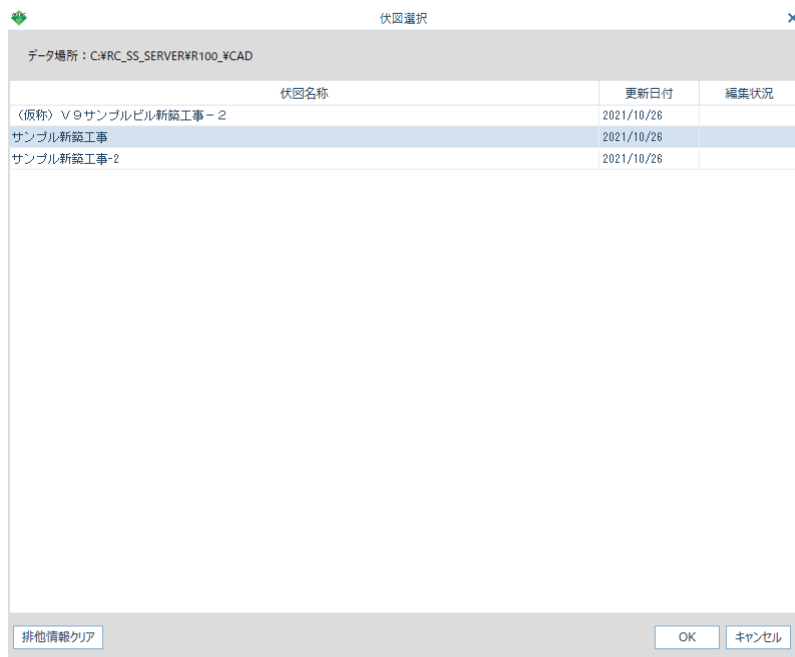 伏図選択
データ場所：C:¥RC_SS_SERVER¥R100_¥CAD
伏図名称 更新日付 編集状況
（仮称）Ｖ９サンプルビル新築工事－２ 2021/10/26
サンプル新築工事 2021/10/26
サンプル新築工事-2 2021/10/26
排他情報クリア OK キャンセル